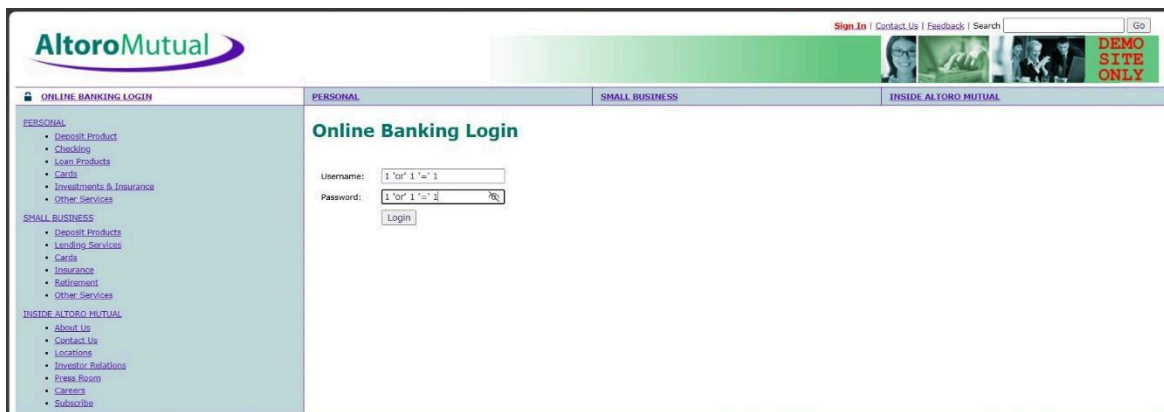 Sign In | Contact Us | Feedback | Search Go
AltoroMutual
DEMO
SITE
ONLY
ONLINE BANKING LOGIN
PERSONAL
SMALL BUSINESS
INSIDE ALTORO MUTUAL
PERSONAL
Deposit Product
Checking
Loan Products
Cards
Investments & Insurance
Other Services
SMALL BUSINESS
Deposit Products
Lending Services
Cards
Insurance
Retirement
Other Services
INSIDE ALTORO MUTUAL
About Us
Contact Us
Locations
Investor Relations
Press Room
Careers
Subscribe
Online Banking Login
Username: 1 'or' 1 '=' 1
Password: 1 'or' 1 '=' 1
Login